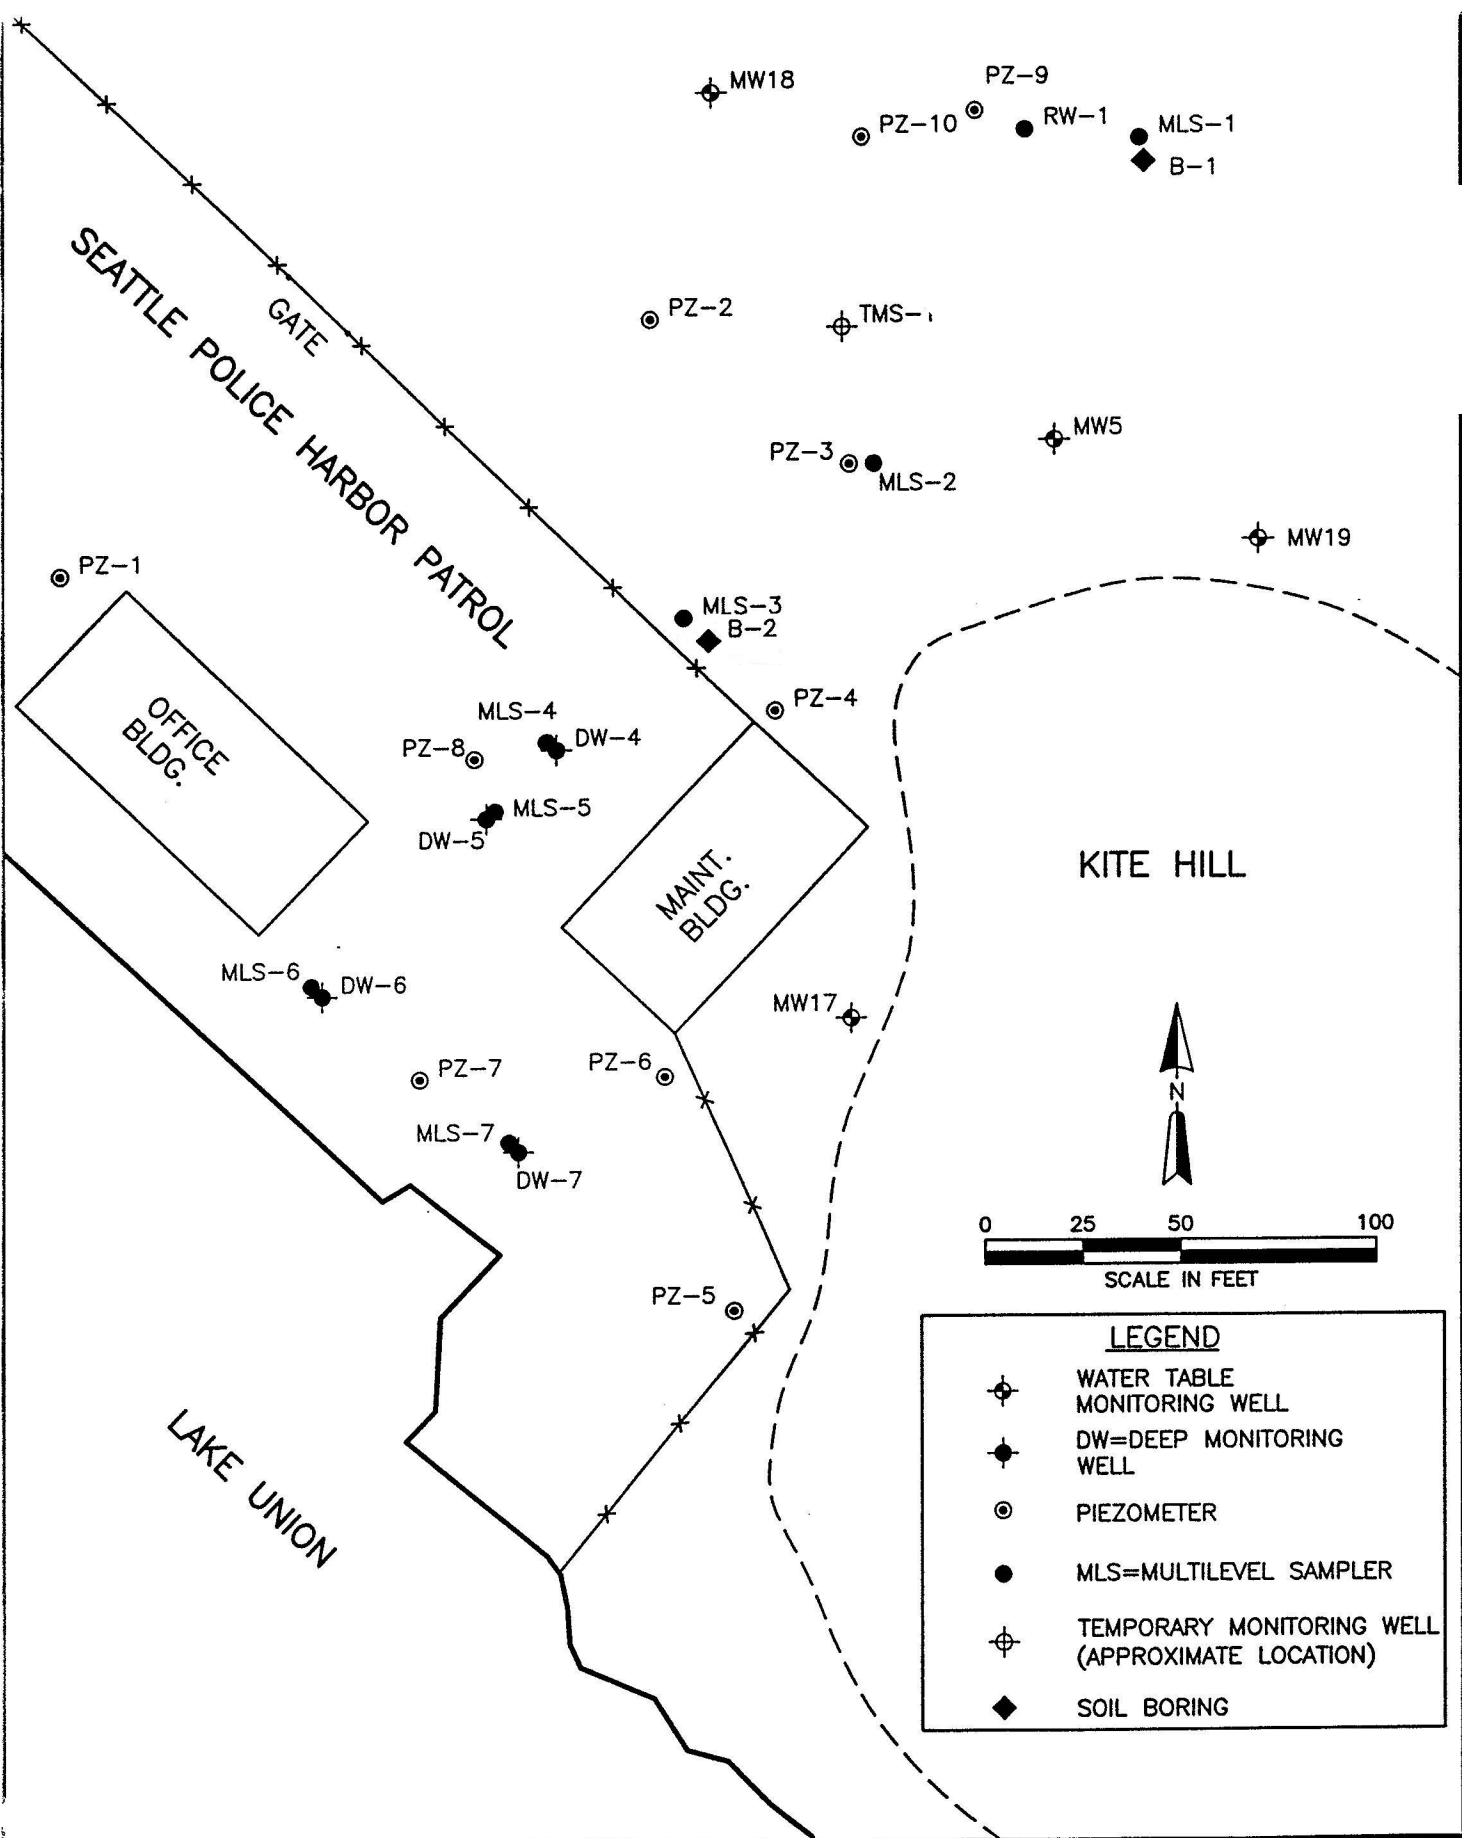 PZ-9
MW18
PZ-10
RW-1
MLS-1
B-1
SEATTLE POLICE HARBOR PATROL
GATE
PZ-2
TMS-1
MW5
PZ-3
MLS-2
MW19
PZ-1
MLS-3
B-2
OFFICE
BLDG.
MLS-4
PZ-4
DW-4
PZ-8
MLS-5
DW-5
MAINT.
BLDG.
KITE HILL
MLS-6
DW-6
MW17
PZ-7
PZ-6
N
MLS-7
DW-7
0 25 50 100
SCALE IN FEET
PZ-5
LAKE UNION
LEGEND
WATER TABLE
MONITORING WELL
DW=DEEP MONITORING
WELL
PIEZOMETER
MLS=MULTILEVEL SAMPLER
TEMPORARY MONITORING WELL
(APPROXIMATE LOCATION)
SOIL BORING